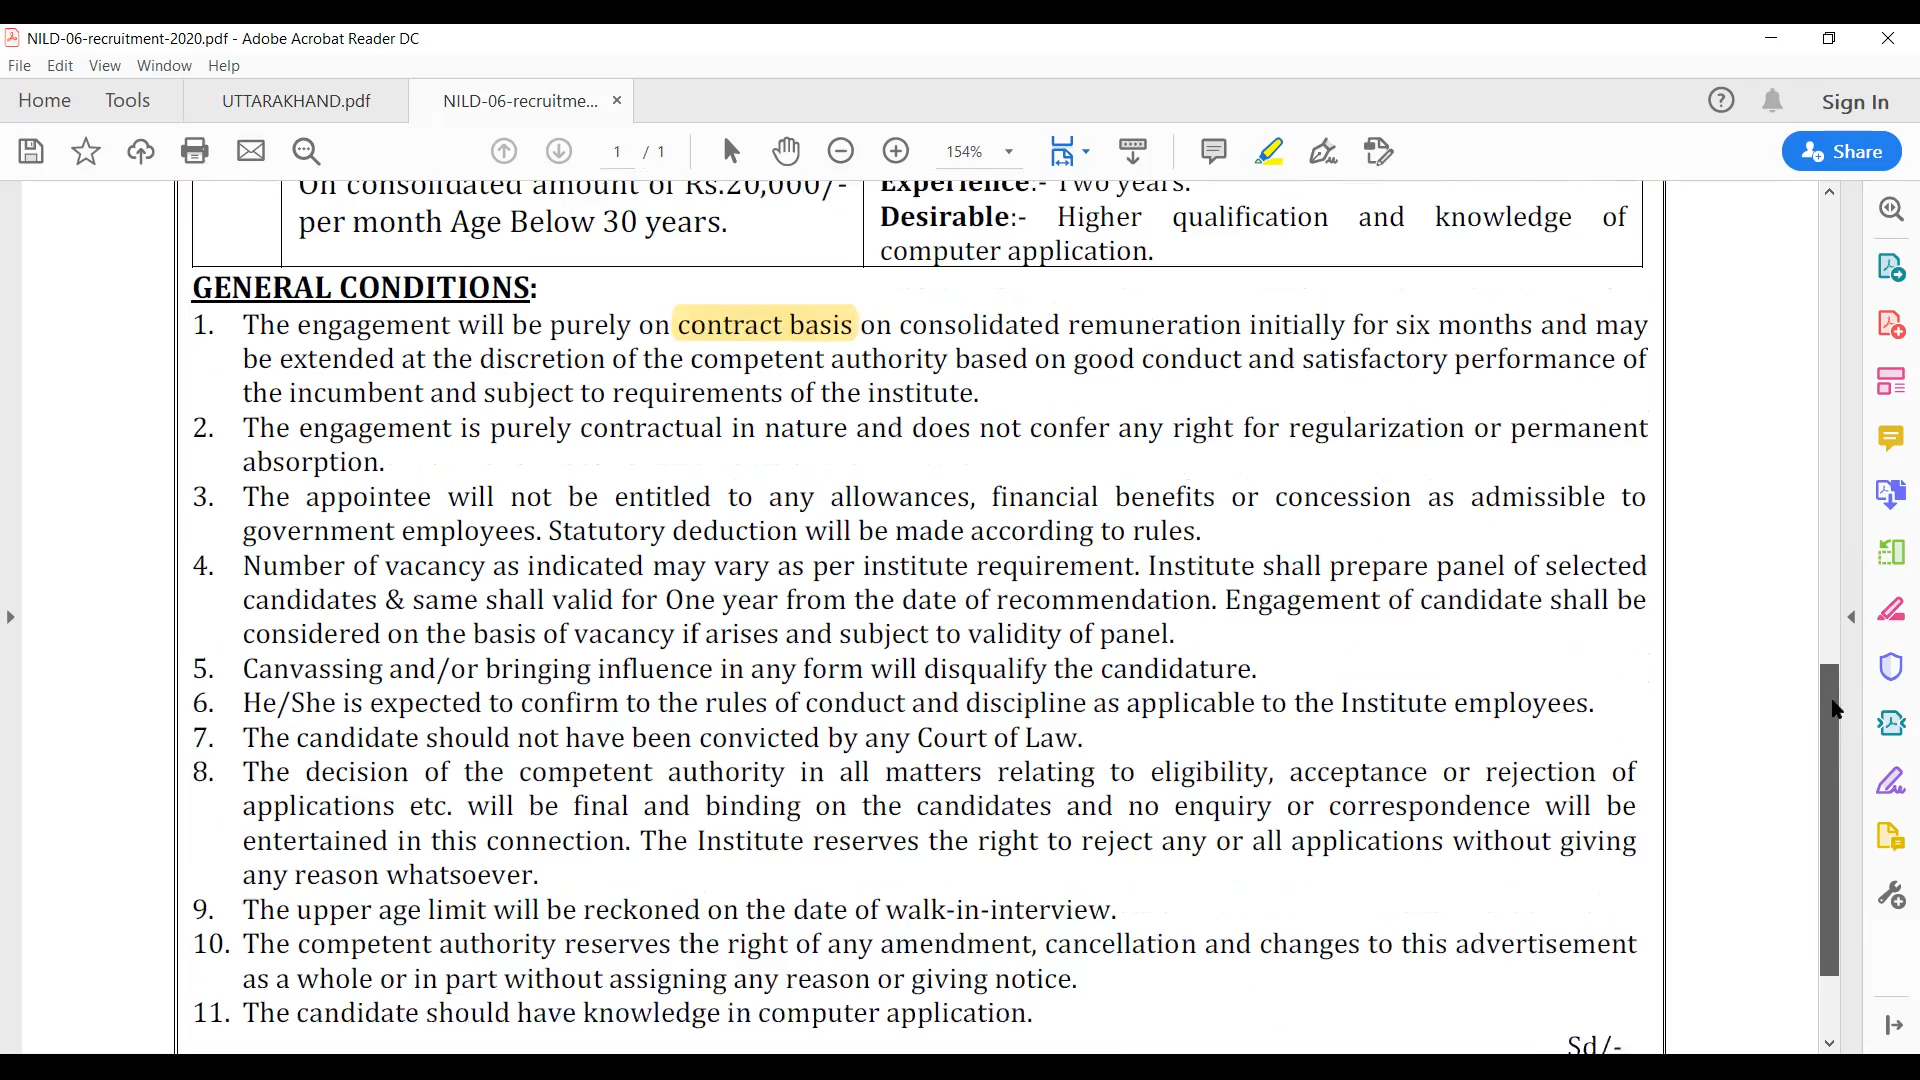 NILD-06-recruitment-2020.pdf - Adobe Acrobat Reader DC
File Edit View Window Help
Home Tools UTTARAKHAND.pdf NILD-06-recruitme... × Sign In
1 / 1 154% Share
On consolidated amount of Rs.20,000/-
per month Age Below 30 years.
Experience:- Two years.
Desirable:- Higher qualification and knowledge of
computer application.
GENERAL CONDITIONS:
1. The engagement will be purely on contract basis on consolidated remuneration initially for six months and may
be extended at the discretion of the competent authority based on good conduct and satisfactory performance of
the incumbent and subject to requirements of the institute.
2. The engagement is purely contractual in nature and does not confer any right for regularization or permanent
absorption.
3. The appointee will not be entitled to any allowances, financial benefits or concession as admissible to
government employees. Statutory deduction will be made according to rules.
4. Number of vacancy as indicated may vary as per institute requirement. Institute shall prepare panel of selected
candidates & same shall valid for One year from the date of recommendation. Engagement of candidate shall be
considered on the basis of vacancy if arises and subject to validity of panel.
5. Canvassing and/or bringing influence in any form will disqualify the candidature.
6. He/She is expected to confirm to the rules of conduct and discipline as applicable to the Institute employees.
7. The candidate should not have been convicted by any Court of Law.
8. The decision of the competent authority in all matters relating to eligibility, acceptance or rejection of
applications etc. will be final and binding on the candidates and no enquiry or correspondence will be
entertained in this connection. The Institute reserves the right to reject any or all applications without giving
any reason whatsoever.
9. The upper age limit will be reckoned on the date of walk-in-interview.
10. The competent authority reserves the right of any amendment, cancellation and changes to this advertisement
as a whole or in part without assigning any reason or giving notice.
11. The candidate should have knowledge in computer application.
Sd/-